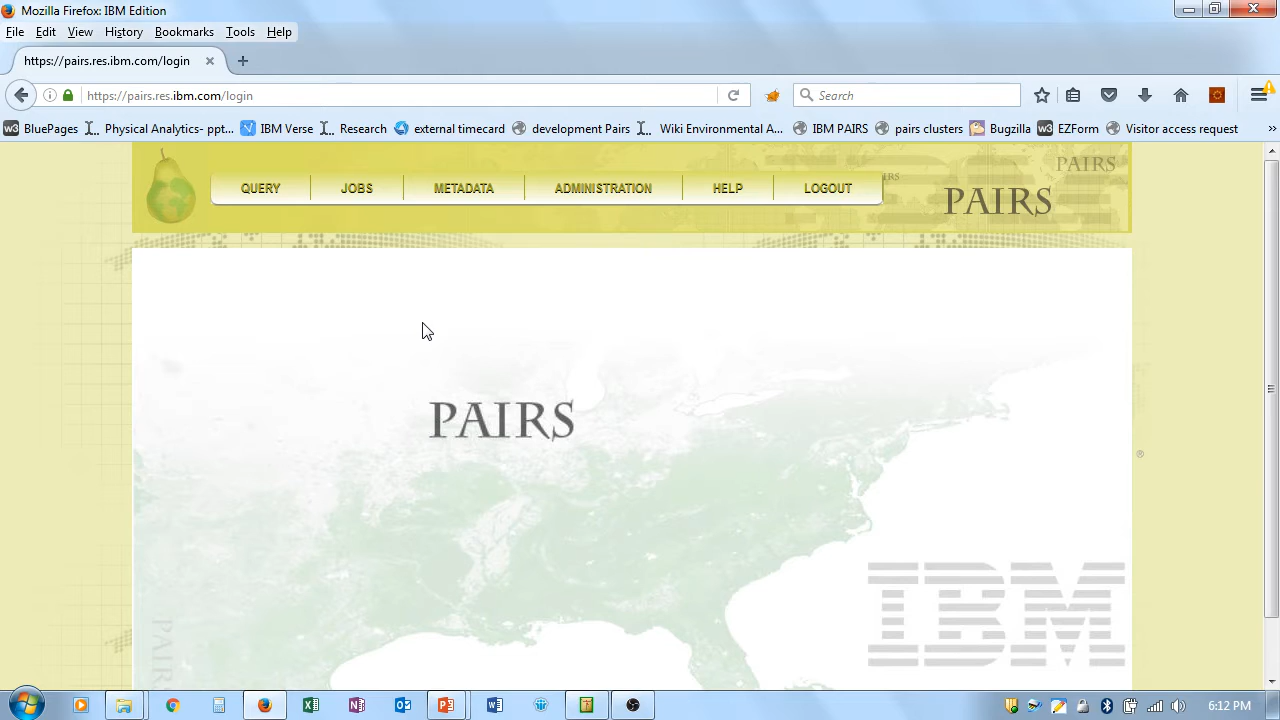 Mozilla Firefox: IBM Edition
File Edit View History Bookmarks Tools Help
https://pairs.res.ibm.com/login
https://pairs.res.ibm.com/login
Search
BluePages Physical Analytics- ppt... IBM Verse Research external timecard development Pairs Wiki Environmental A... IBM PAIRS pairs clusters Bugzilla EZForm Visitor access request
PAIRS
QUERY JOBS METADATA ADMINISTRATION HELP LOGOUT
PAIRS
PAIRS
IBM
PAIRS
6:12 PM